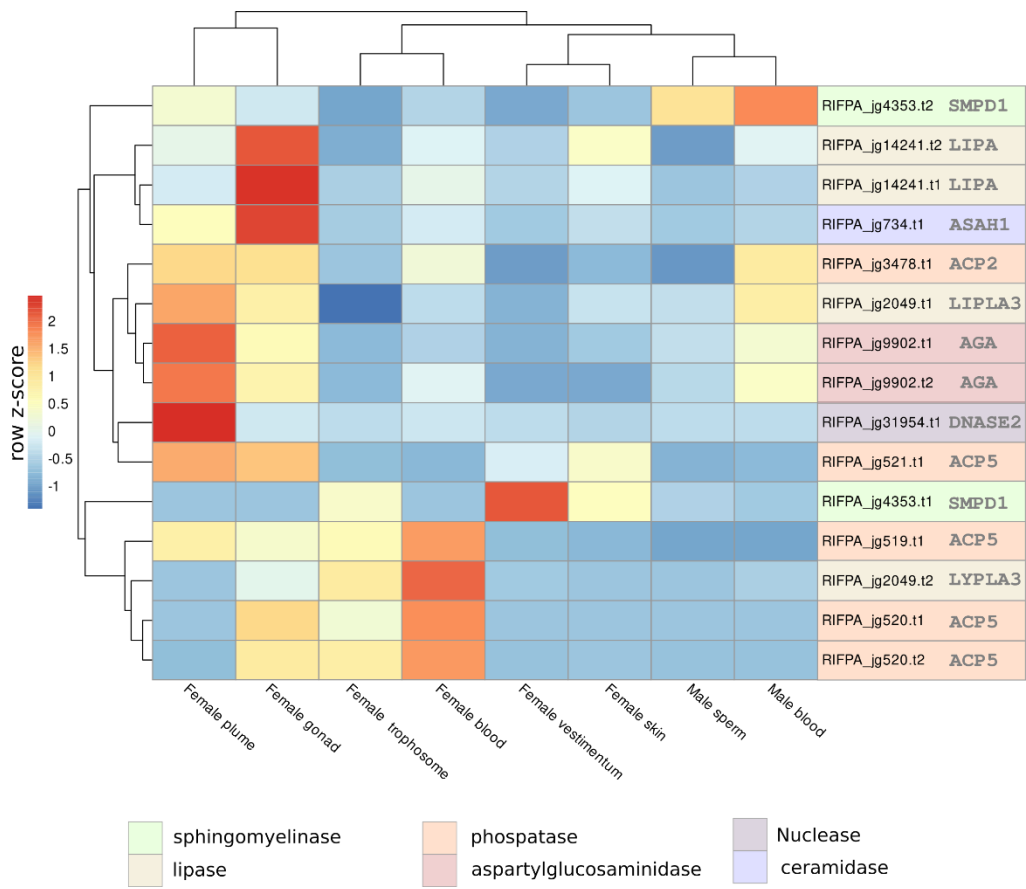 RIFPA_jg4353.t2 SMPD1
RIFPA_jg14241.t2 LIPA
RIFPA_jg14241.t1 LIPA
RIFPA_jg734.t1 ASAH1
RIFPA_jg3478.t1 ACP2
RIFPA_jg2049.t1 LIPLA3
RIFPA_jg9902.t1 AGA
RIFPA_jg9902.t2 AGA
RIFPA_jg31954.t1 DNASE2
RIFPA_jg521.t1 ACP5
RIFPA_jg4353.t1 SMPD1
RIFPA_jg519.t1 ACP5
RIFPA_jg2049.t2 LYPLA3
RIFPA_jg520.t1 ACP5
RIFPA_jg520.t2 ACP5
row z-score
2
1.5
1
0.5
0
-0.5
-1
Female plume
Female gonad
Female trophosome
Female blood
Female vestimentum
Female skin
Male sperm
Male blood
sphingomyelinase
lipase
phospatase
aspartylglucosaminidase
Nuclease
ceramidase